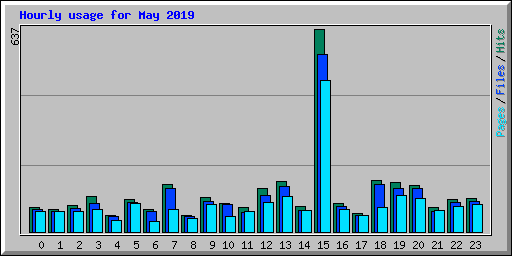 Hourly usage for May 2019
637
Pages/Files/Hits
0 1 2 3 4 5 6 7 8 9 10 11 12 13 14 15 16 17 18 19 20 21 22 23